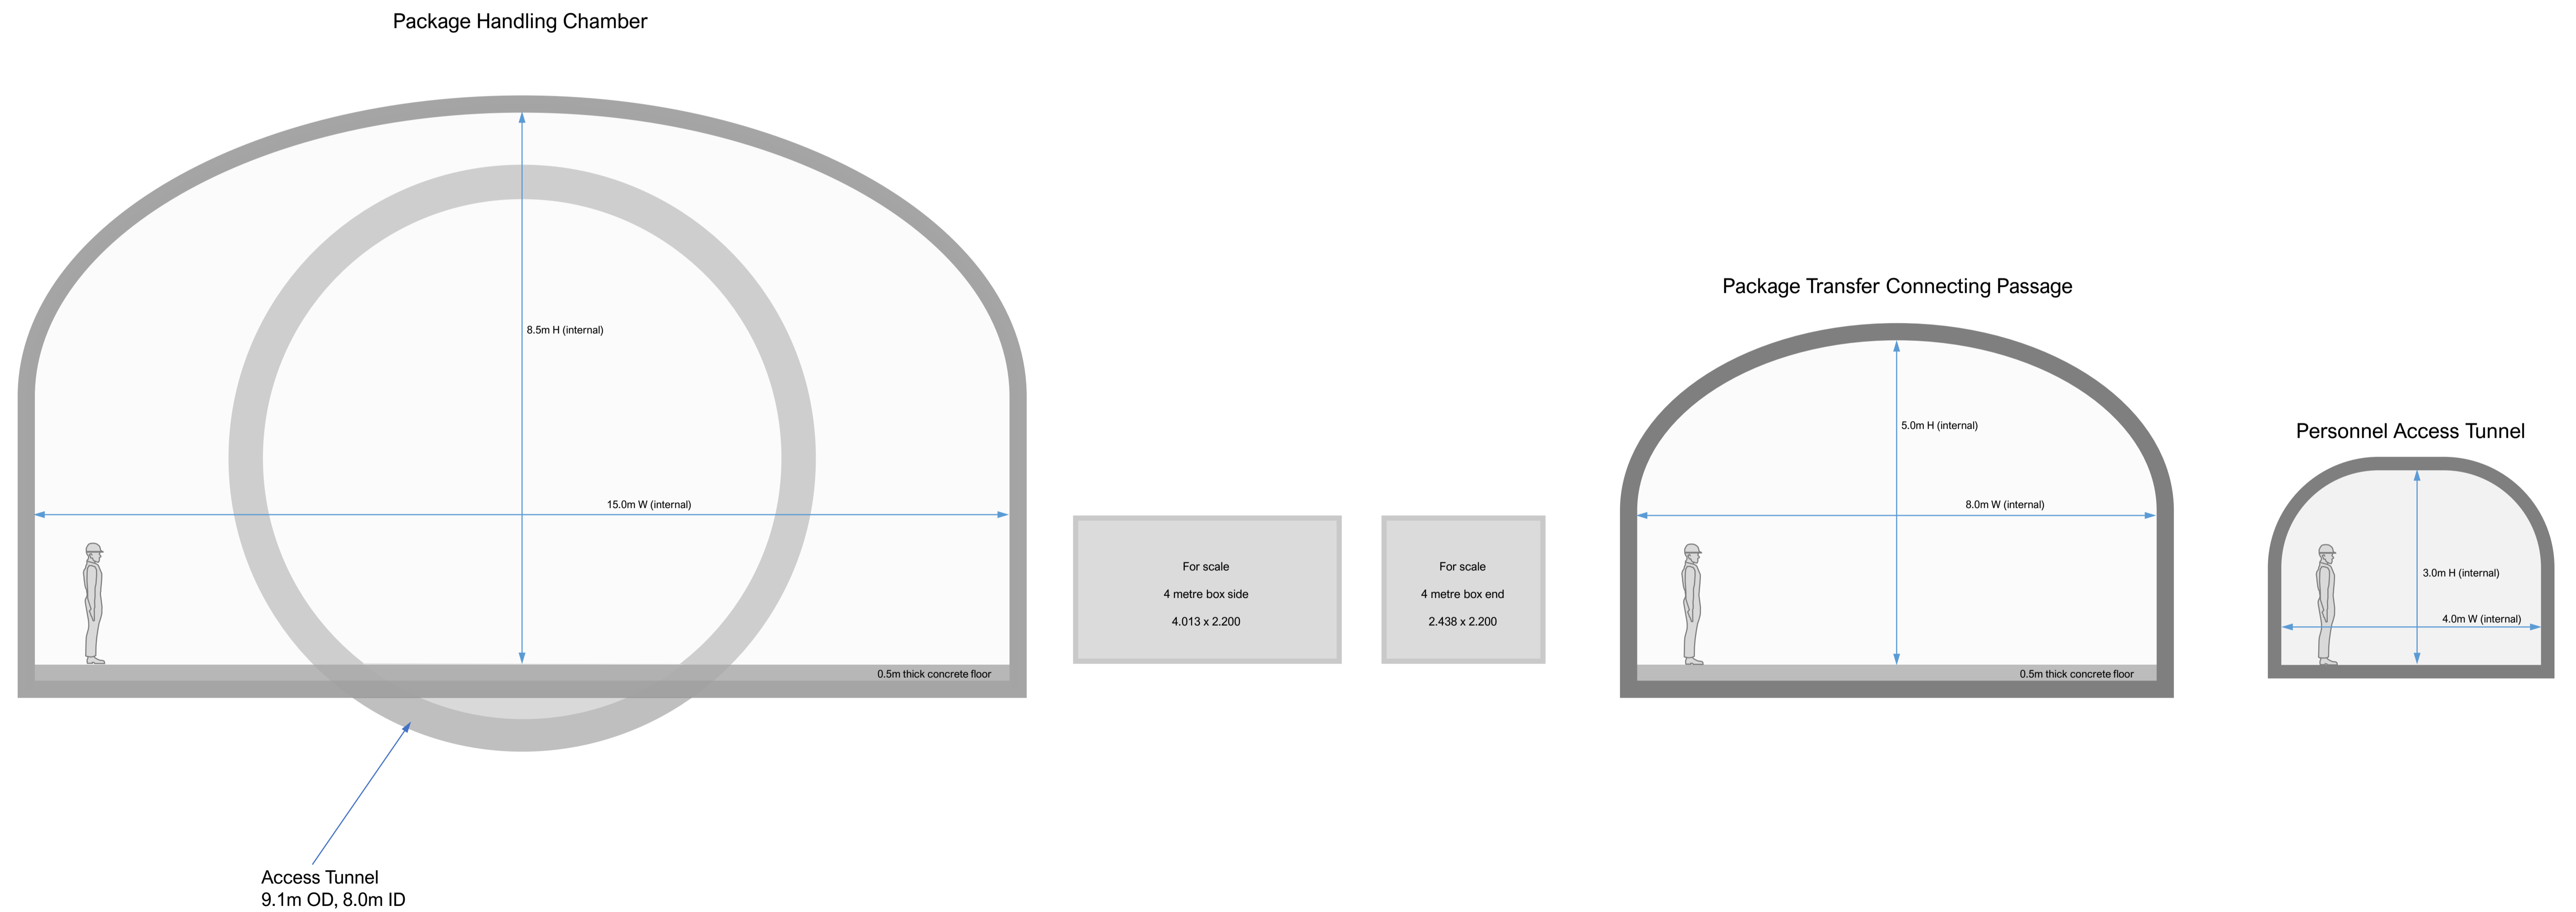 Package Handling Chamber
8.5m H (internal)
15.0m W (internal)
0.5m thick concrete floor
Access Tunnel
9.1m OD, 8.0m ID
For scale
4 metre box side
4.013 x 2.200
For scale
4 metre box end
2.438 x 2.200
Package Transfer Connecting Passage
5.0m H (internal)
8.0m W (internal)
0.5m thick concrete floor
Personnel Access Tunnel
3.0m H (internal)
4.0m W (internal)